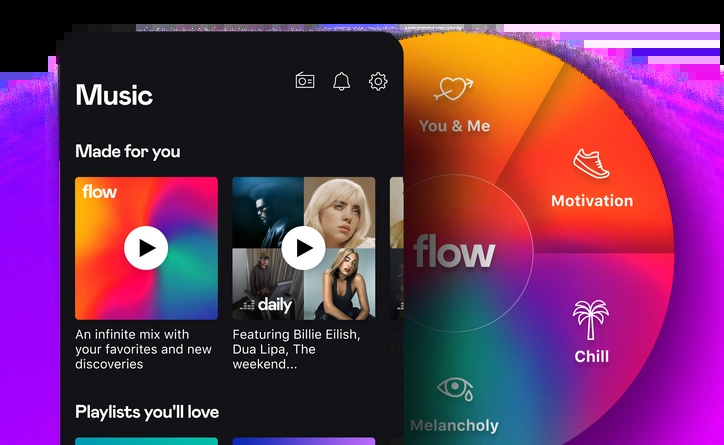 Music
Made for you
flow
daily
An infinite mix with
your favorites and new
discoveries
Featuring Billie Eilish,
Dua Lipa, The
weekend...
Playlists you'll love
You & Me
Motivation
flow
Chill
Melancholy